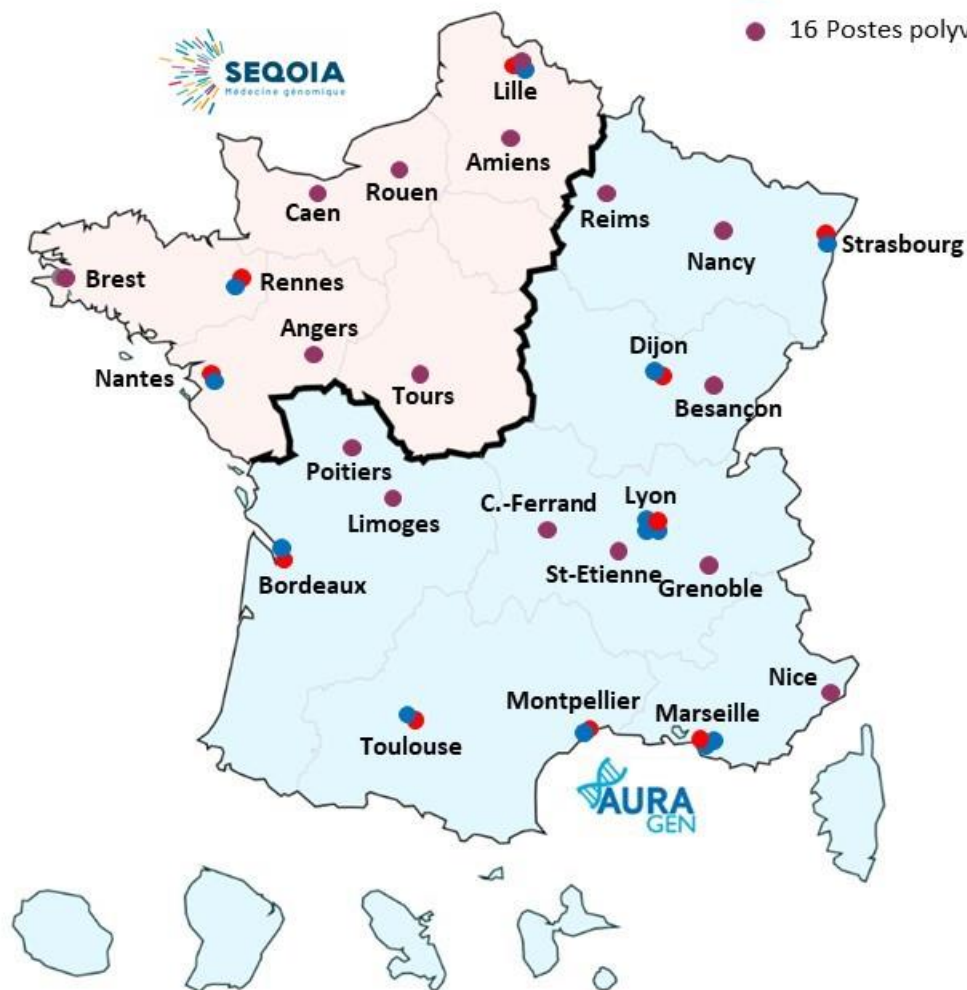 16 Postes polyv
SEQOIA
Médecine génomique
Lille
Amiens
Rouen
Caen
Reims
Nancy
Strasbourg
Brest
Rennes
Angers
Dijon
Nantes
Tours
Besançon
Poitiers
Limoges
C.-Ferrand
Lyon
St-Etienne
Grenoble
Bordeaux
Nice
Montpellier
Marseille
Toulouse
AURA
GEN